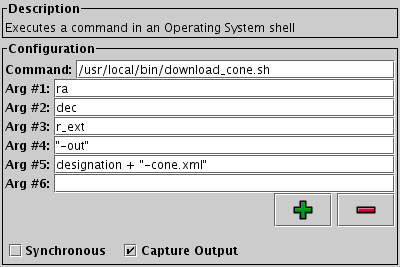 Description
Executes a command in an Operating System shell
Configuration
Command: /usr/local/bin/download_cone.sh
Arg #1: ra
Arg #2: dec
Arg #3: r_ext
Arg #4: "-out"
Arg #5: designation + "-cone.xml"
Arg #6:
Synchronous Capture Output